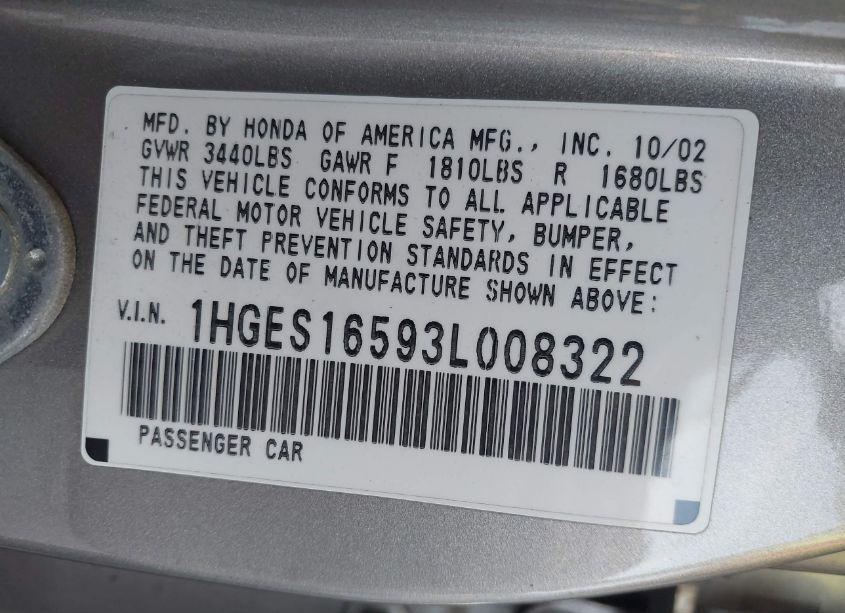 MFD. BY HONDA OF AMERICA MFG., INC. 10/02
GVWR 3440LBS GAWR F 1810LBS R 1680LBS
THIS VEHICLE CONFORMS TO ALL APPLICABLE
FEDERAL MOTOR VEHICLE SAFETY, BUMPER,
AND THEFT PREVENTION STANDARDS IN EFFECT
ON THE DATE OF MANUFACTURE SHOWN ABOVE:
V.I.N. 1HGES16593L008322
PASSENGER CAR